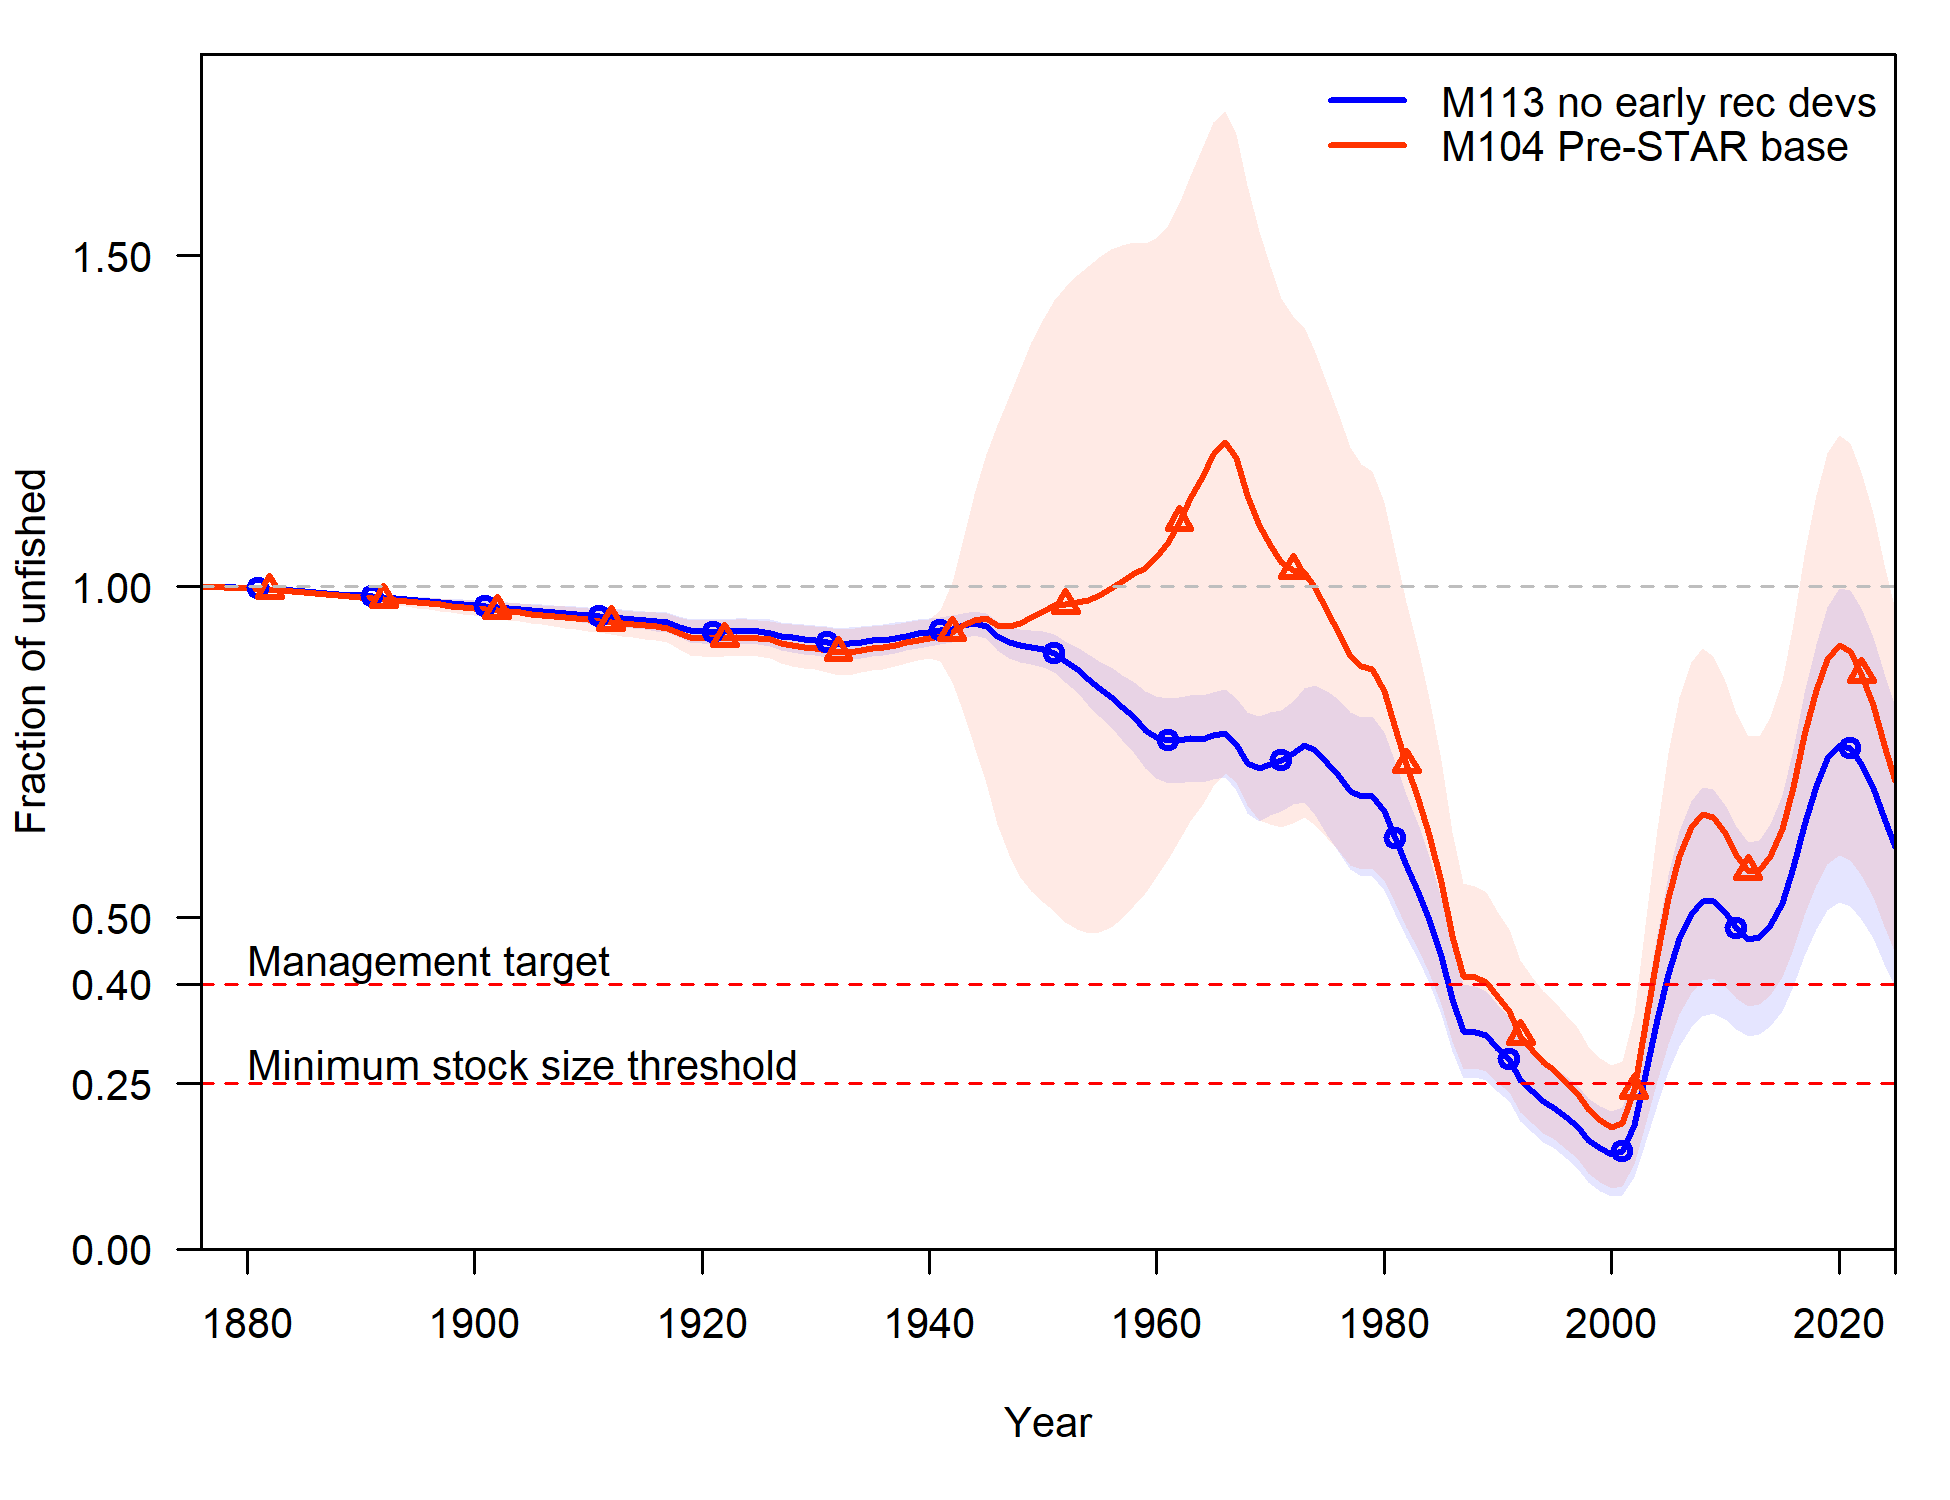 M113 no early rec devs
M104 Pre-STAR base
Fraction of unfished
1.50
1.00
0.50
0.40
0.25
0.00
Management target
Minimum stock size threshold
1880 1900 1920 1940 1960 1980 2000 2020
Year